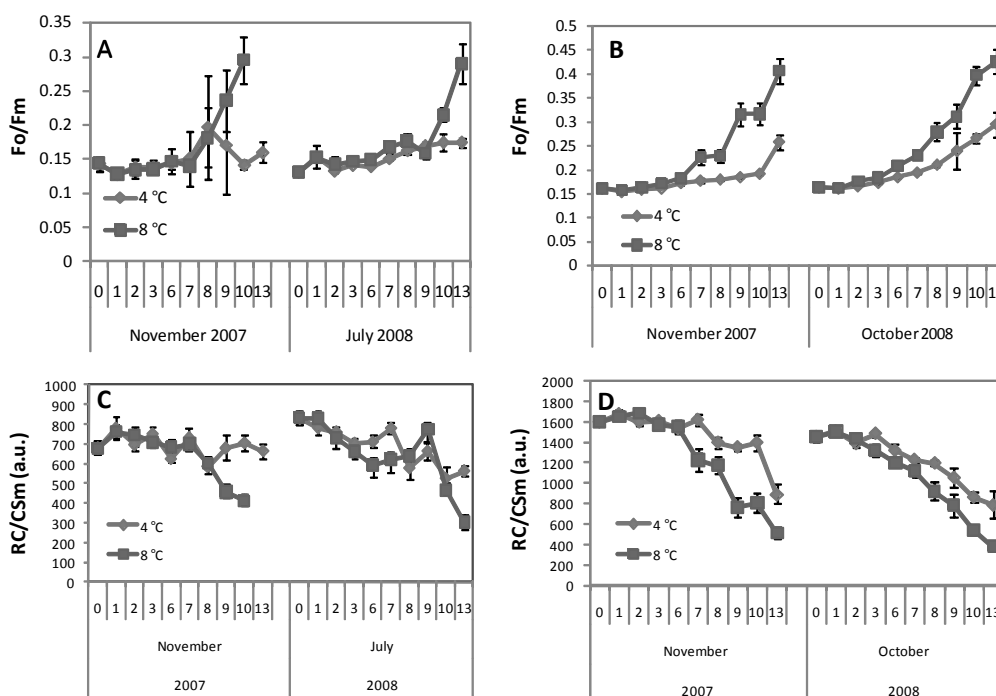 A
Fo/Fm
0.35
0.3
0.25
0.2
0.15
0.1
0.05
0
4 °C
8 °C
0 1 2 3 6 7 8 9 10 13 0 1 2 3 6 7 8 9 10 13
November 2007 July 2008
B
Fo/Fm
0.5
0.45
0.4
0.35
0.3
0.25
0.2
0.15
0.1
0.05
0
4 °C
8 °C
0 1 2 3 6 7 8 9 10 13 0 1 2 3 6 7 8 9 10 1
November 2007 October 2008
C
RC/CSm (a.u.)
1000
900
800
700
600
500
400
300
200
100
0
4 °C
8 °C
0 1 2 3 6 7 8 9 10 13 0 1 2 3 6 7 8 9 10 13
November July
2007 2008
D
RC/CSm (a.u.)
2000
1800
1600
1400
1200
1000
800
600
400
200
0
4 °C
8 °C
0 1 2 3 6 7 8 9 10 13 0 1 2 3 6 7 8 9 10 13
November October
2007 2008